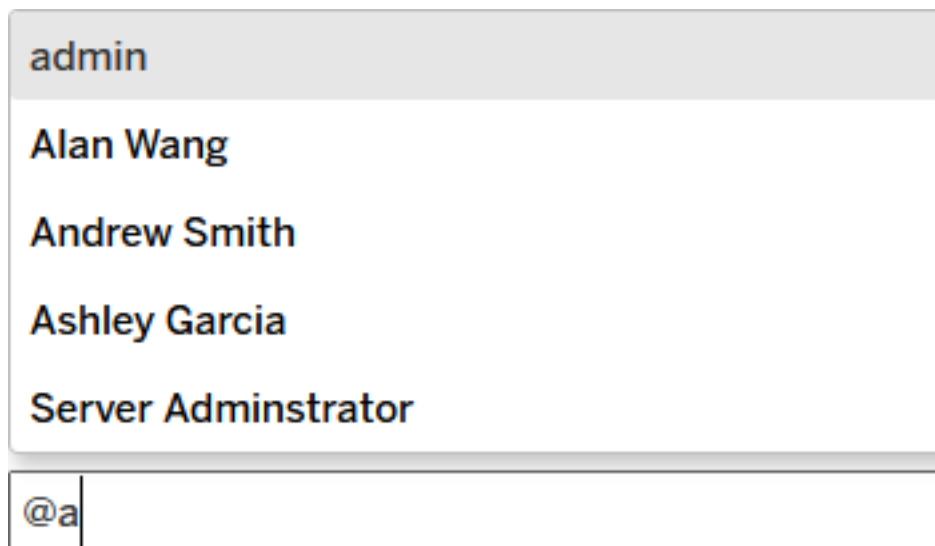 admin
Alan Wang
Andrew Smith
Ashley Garcia
Server Adminstrator
@a